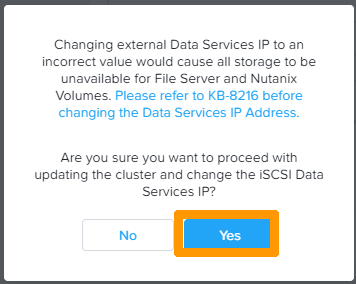 Changing external Data Services IP to an
incorrect value would cause all storage to be
unavailable for File Server and Nutanix
Volumes. Please refer to KB-8216 before
changing the Data Services IP Address.
Are you sure you want to proceed with
updating the cluster and change the iSCSI Data
Services IP?
No
Yes